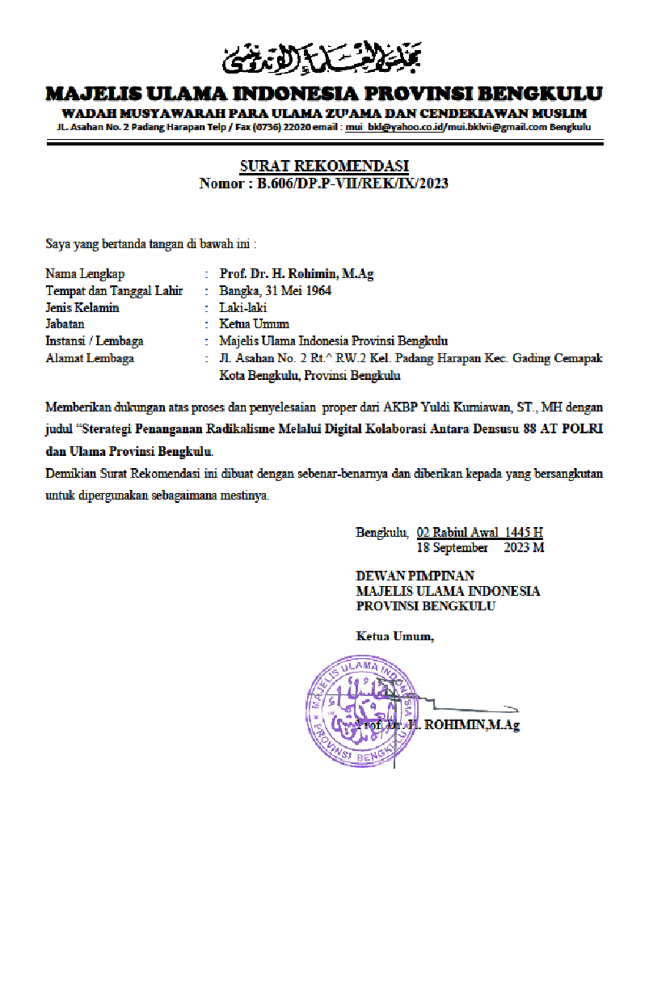 مجلس العلماء الإندونيسي
MAJELIS ULAMA INDONESIA PROVINSI BENGKULU
WADAH MUSYAWARAH PARA ULAMA ZU'AMA DAN CENDEKIAWAN MUSLIM
JL. Asahan No. 2 Padang Harapan Telp / Fax (0736) 22020 email : mui_bkl@yahoo.co.id/mui.bklvii@gmail.com Bengkulu
SURAT REKOMENDASI
Nomor : B.606/DP.P-VII/REK/IX/2023
Saya yang bertanda tangan di bawah ini :
Nama Lengkap : Prof. Dr. H. Rohimin, M.Ag
Tempat dan Tanggal Lahir : Bangka, 31 Mei 1964
Jenis Kelamin : Laki-laki
Jabatan : Ketua Umum
Instansi / Lembaga : Majelis Ulama Indonesia Provinsi Bengkulu
Alamat Lembaga : Jl. Asahan No. 2 Rt.^ RW.2 Kel. Padang Harapan Kec. Gading Cemapak
Kota Bengkulu, Provinsi Bengkulu
Memberikan dukungan atas proses dan penyelesaian proper dari AKBP Yuldi Kurniawan, ST., MH dengan
judul “Sterategi Penanganan Radikalisme Melalui Digital Kolaborasi Antara Densusu 88 AT POLRI
dan Ulama Provinsi Bengkulu.
Demikian Surat Rekomendasi ini dibuat dengan sebenar-benarnya dan diberikan kepada yang bersangkutan
untuk dipergunakan sebagaimana mestinya.
Bengkulu, 02 Rabiul Awal 1445 H
18 September 2023 M
DEWAN PIMPINAN
MAJELIS ULAMA INDONESIA
PROVINSI BENGKULU
Ketua Umum,
MAJELIS ULAMA INDONESIA
PROVINSI BENGKULU
Prof. Dr. H. ROHIMIN,M.Ag